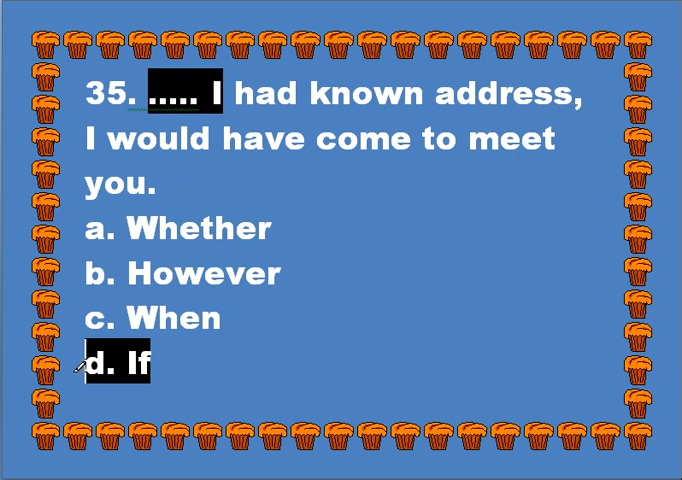 35. ..... I had known address,
I would have come to meet
you.
a. Whether
b. However
c. When
d. If